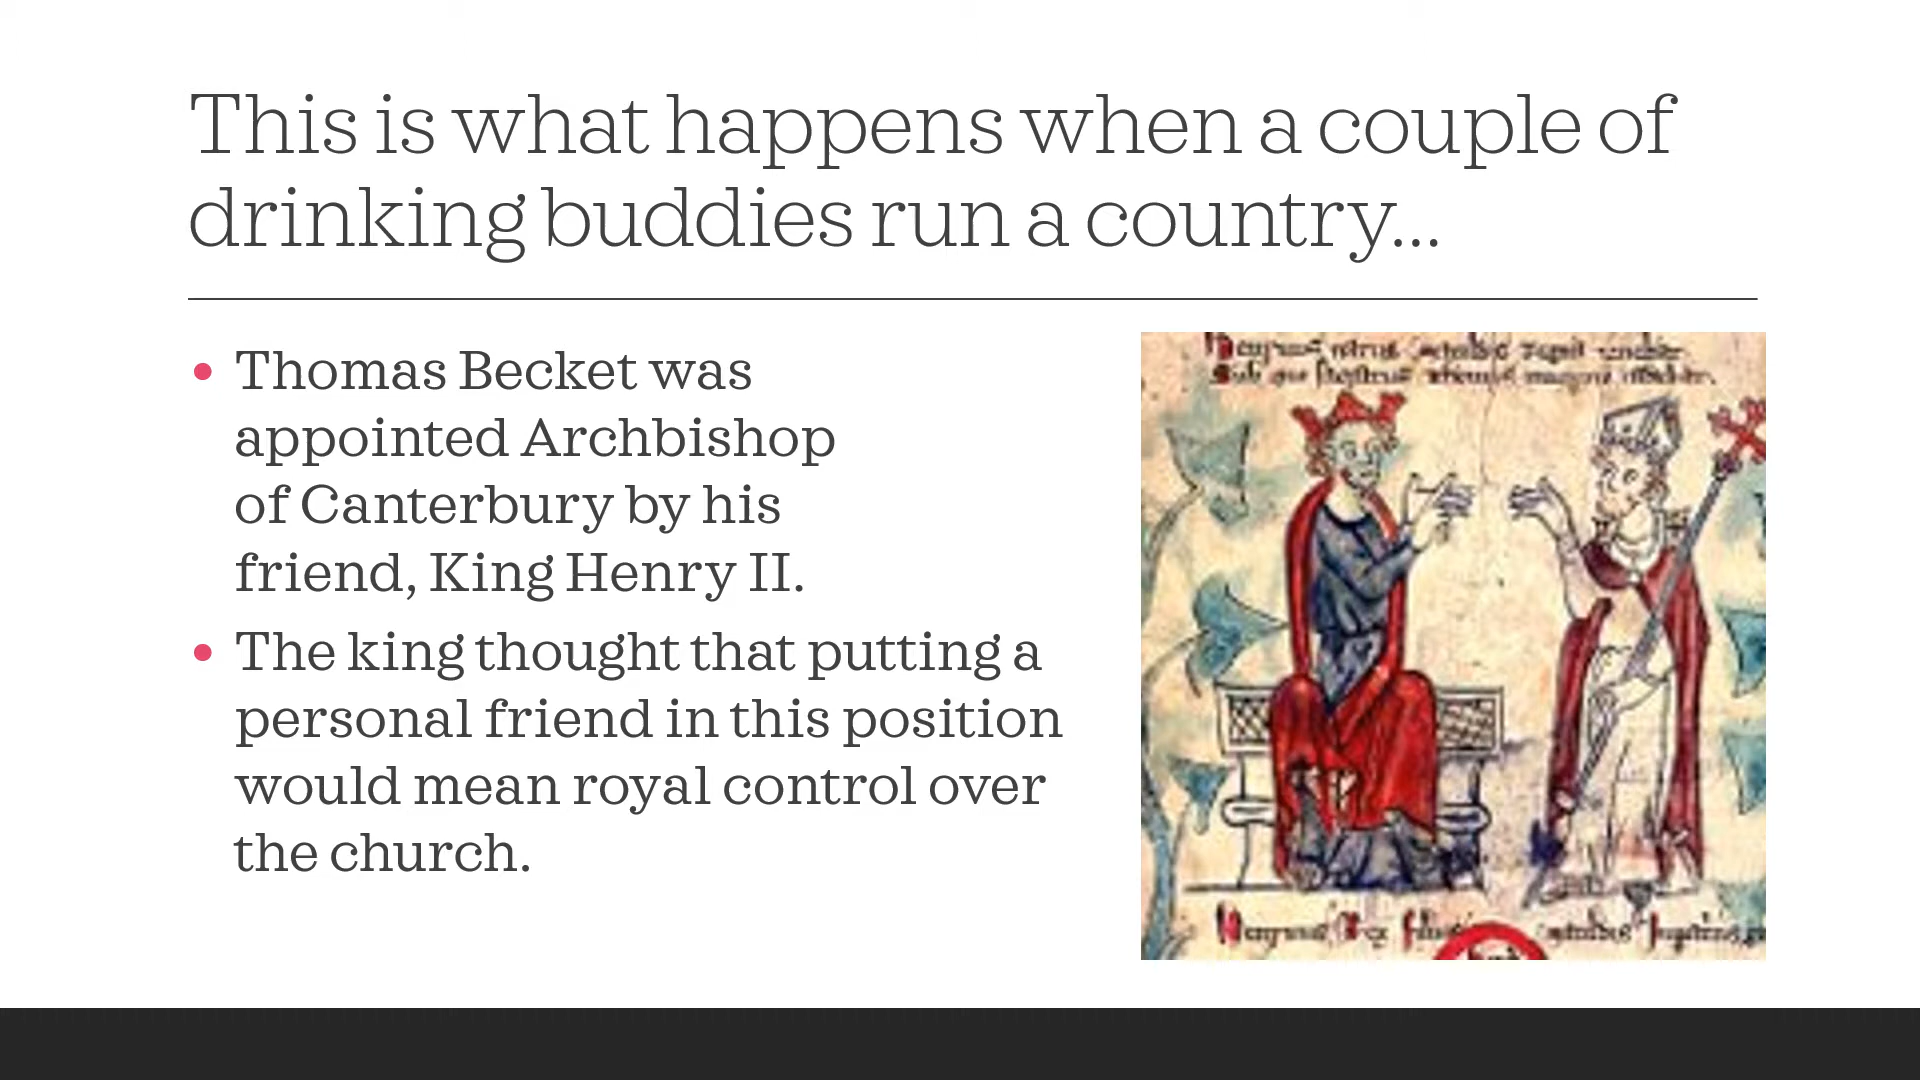 This is what happens when a couple of
drinking buddies run a country...
Thomas Becket was
appointed Archbishop
of Canterbury by his
friend, King Henry II.
The king thought that putting a
personal friend in this position
would mean royal control over
the church.